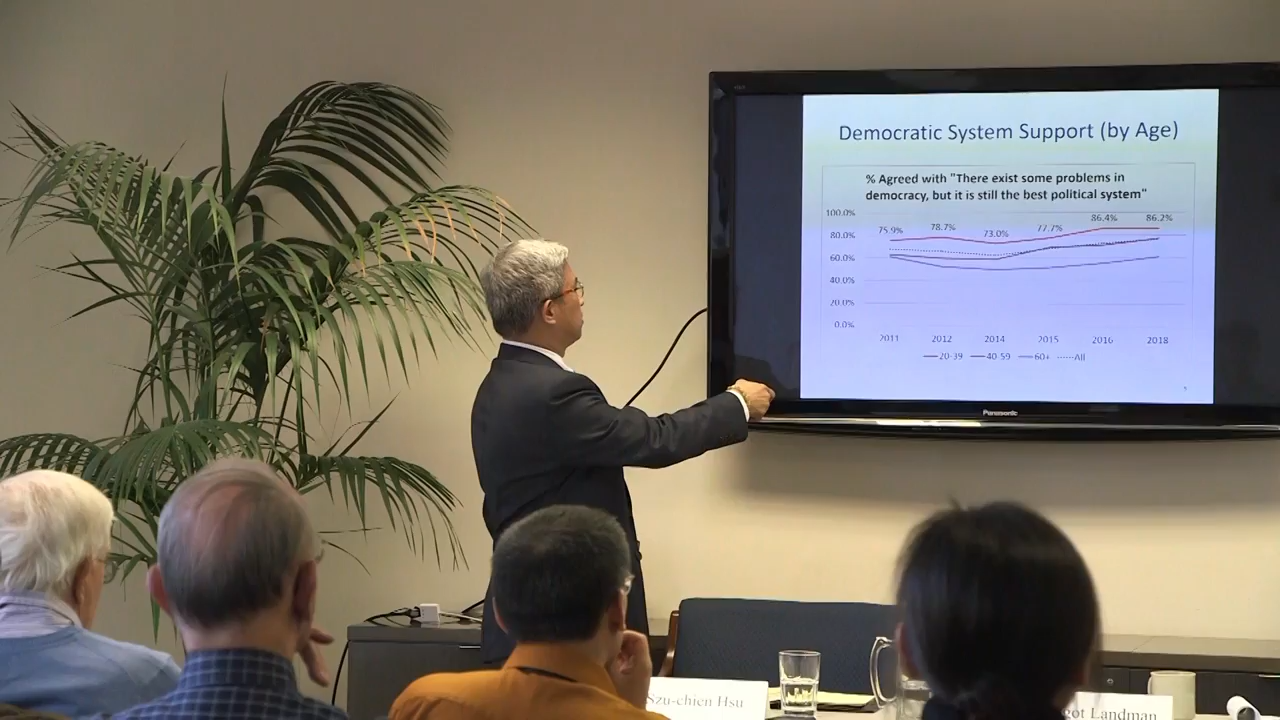 Democratic System Support (by Age)
% Agreed with "There exist some problems in
democracy, but it is still the best political system"
100.0%
80.0%
60.0%
40.0%
20.0%
0.0%
75.9% 78.7% 73.0% 77.7% 86.4% 86.2%
2011 2012 2014 2015 2016 2018
20-39 40-59 60+ All
Panasonic
Szu-chien Hsu
got Landman